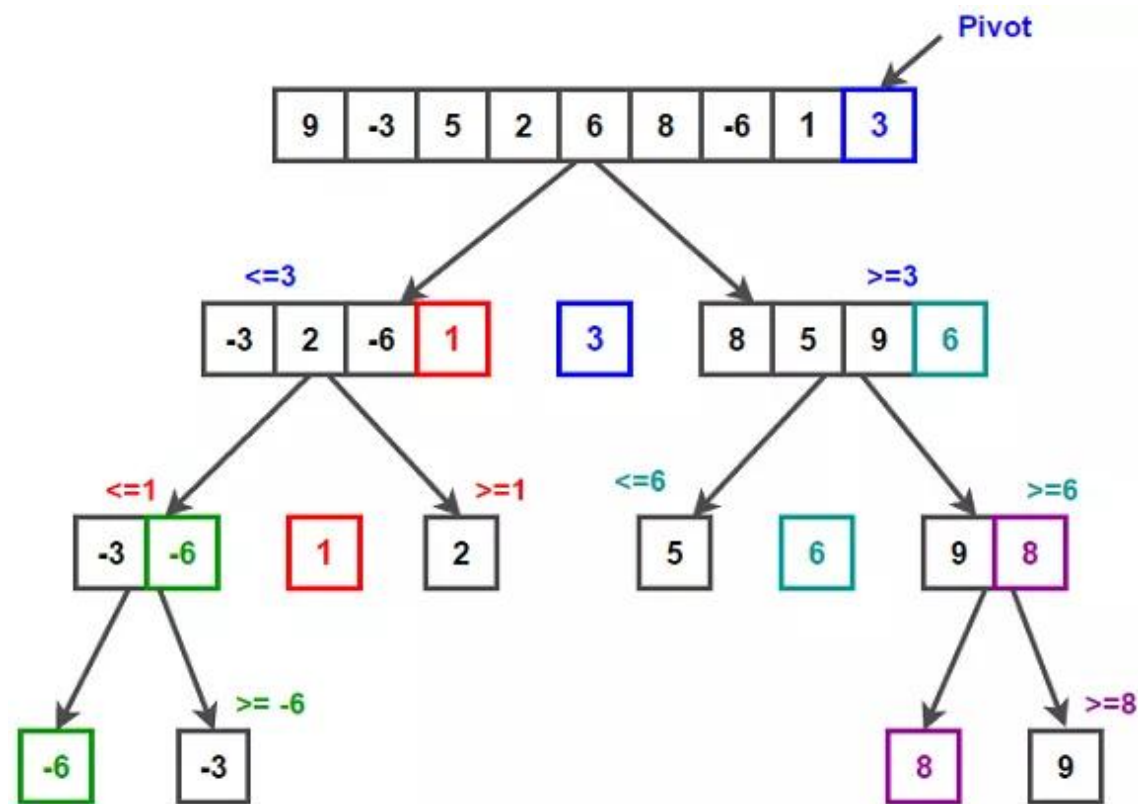 Pivot
9 -3 5 2 6 8 -6 1 3
<=3 >=3
-3 2 -6 1 3 8 5 9 6
<=1 >=1 <=6 >=6
-3 -6 1 2 5 6 9 8
>= -6 >=8
-6 -3 8 9